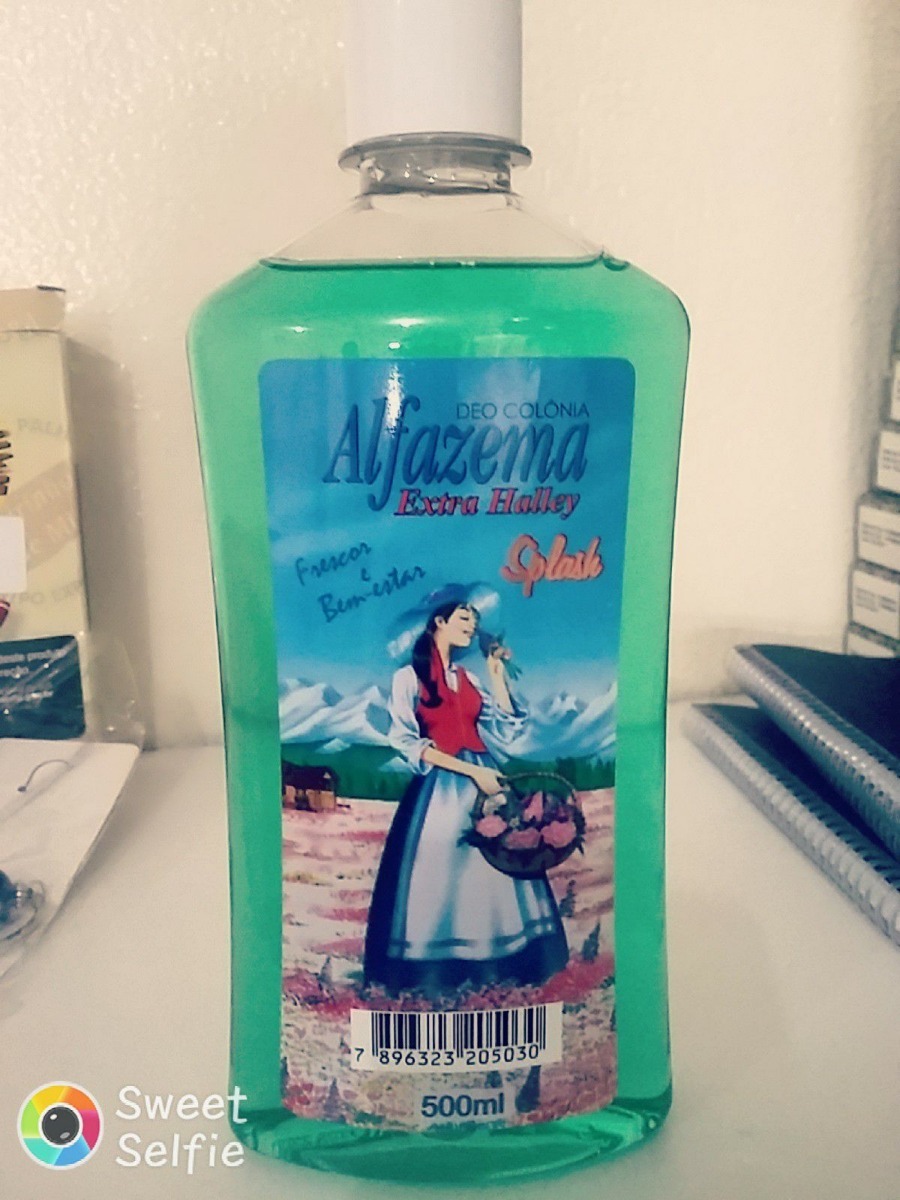 DEO COLÔNIA
Alfazema
Extra Halley
Splash
Frescor
e
Bem-estar
7 896323 205030
500ml
Sweet
Selfie